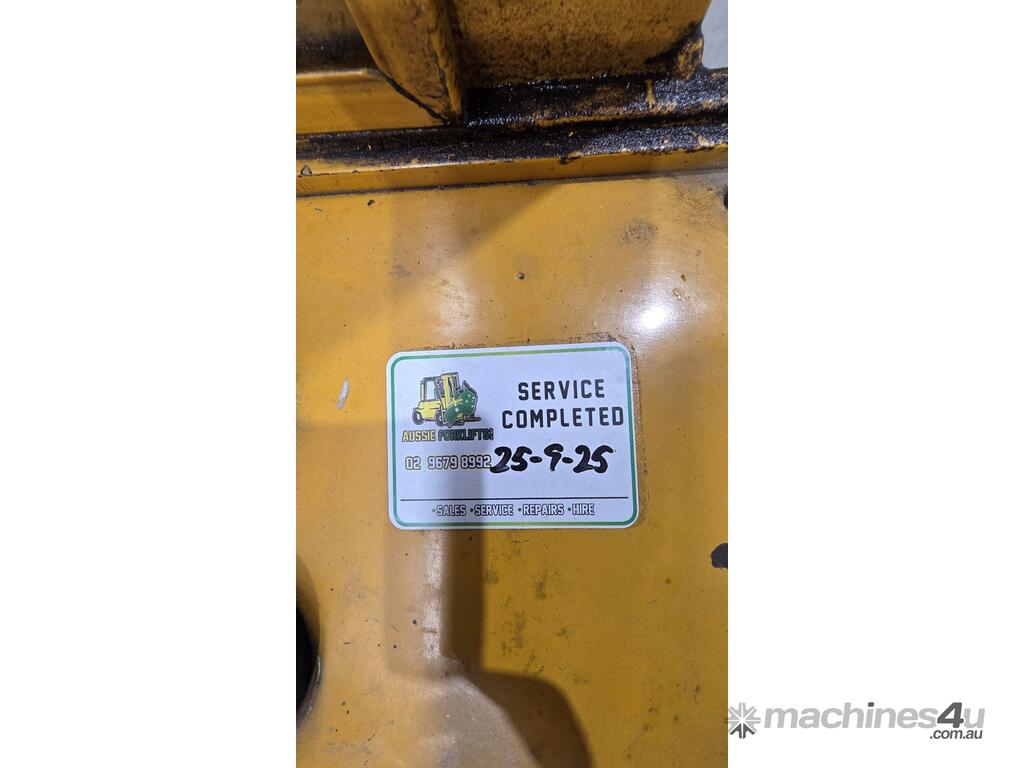 SERVICE
COMPLETED
AUSSIE FORKLIFTS
02 9679 8992
25-9-25
•SALES •SERVICE •REPAIRS •HIRE
machines4u
.com.au